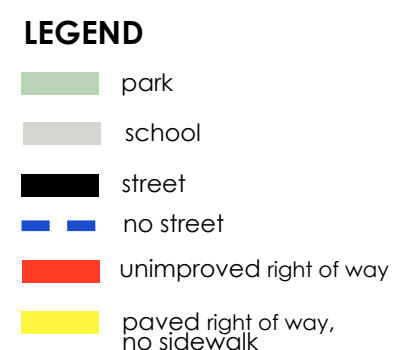 LEGEND
park
school
street
no street
unimproved right of way
paved right of way,
no sidewalk